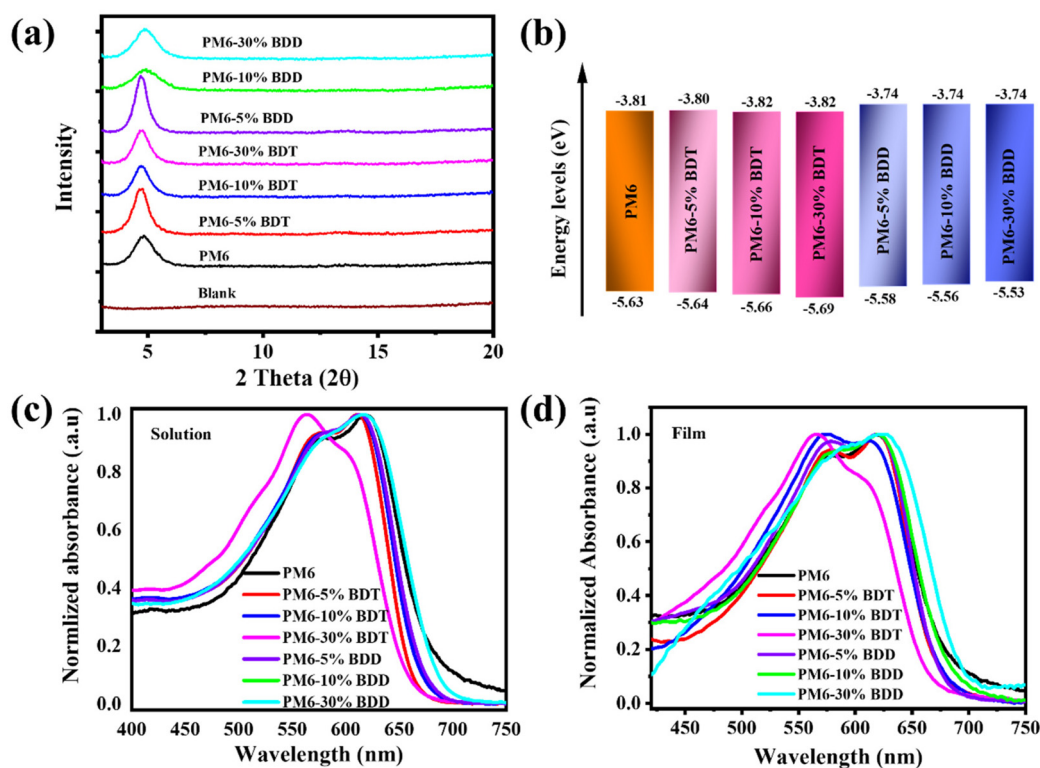 (a)
Intensity
PM6-30% BDD
PM6-10% BDD
PM6-5% BDD
PM6-30% BDT
PM6-10% BDT
PM6-5% BDT
PM6
Blank
5 10 15 20
2 Theta (2θ)
(b)
Energy levels (eV)
-3.81 -3.80 -3.82 -3.82 -3.74 -3.74 -3.74
PM6
PM6-5% BDT
PM6-10% BDT
PM6-30% BDT
PM6-5% BDD
PM6-10% BDD
PM6-30% BDD
-5.63 -5.64 -5.66 -5.69 -5.58 -5.56 -5.53
(c)
Normalized absorbance (.a.u)
1.0
0.8
0.6
0.4
0.2
0.0
Solution
PM6
PM6-5% BDT
PM6-10% BDT
PM6-30% BDT
PM6-5% BDD
PM6-10% BDD
PM6-30% BDD
400 450 500 550 600 650 700 750
Wavelength (nm)
(d)
Normalized Absorbance (.a.u)
1.0
0.8
0.6
0.4
0.2
0.0
Film
PM6
PM6-5% BDT
PM6-10% BDT
PM6-30% BDT
PM6-5% BDD
PM6-10% BDD
PM6-30% BDD
450 500 550 600 650 700 750
Wavelength (nm)